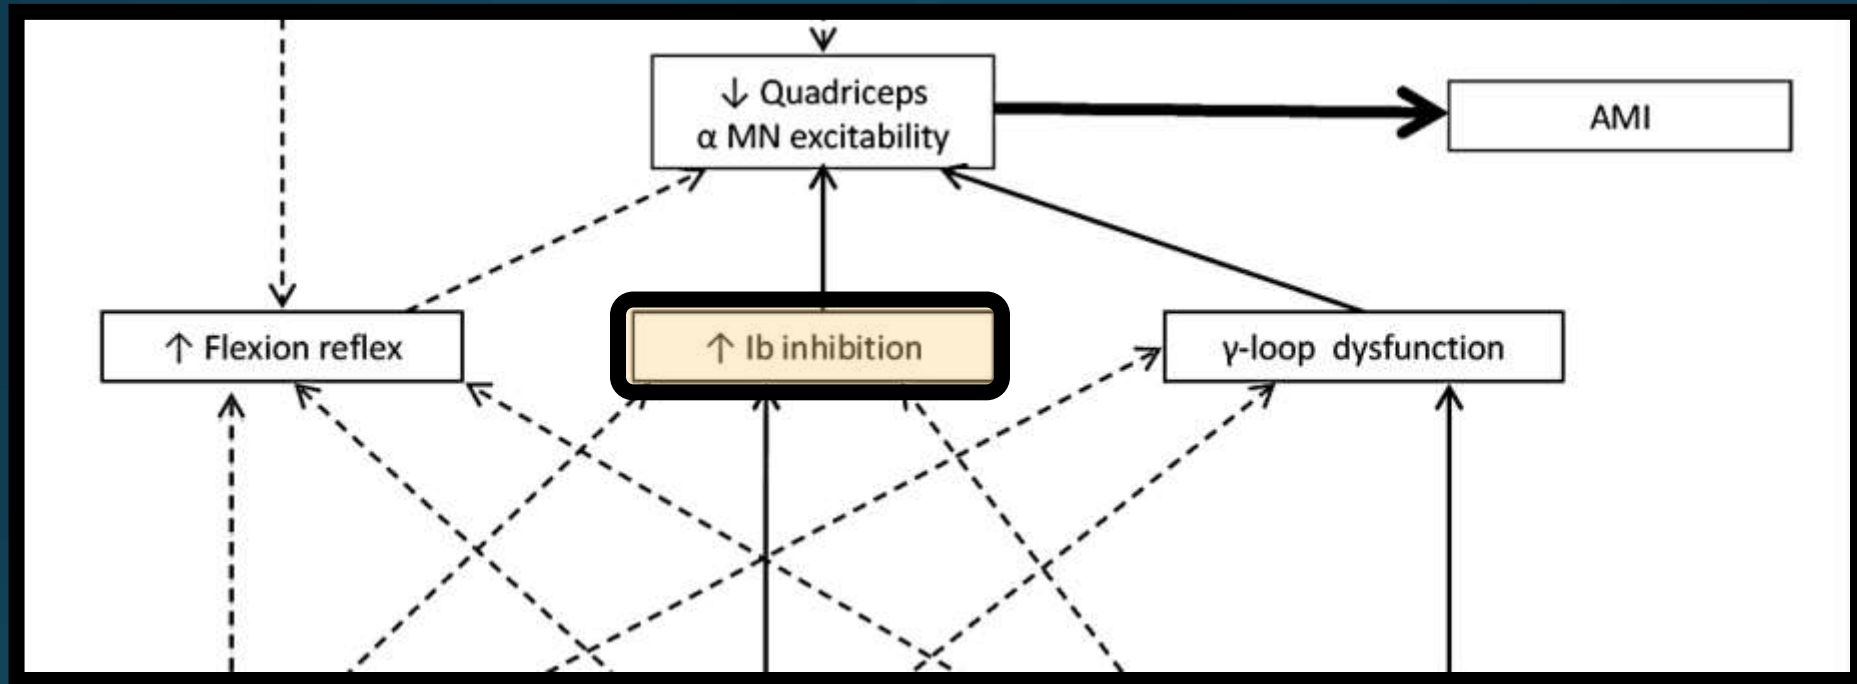 ↓ Quadriceps
α MN excitability
AMI
↑ Flexion reflex
↑ Ib inhibition
γ-loop dysfunction